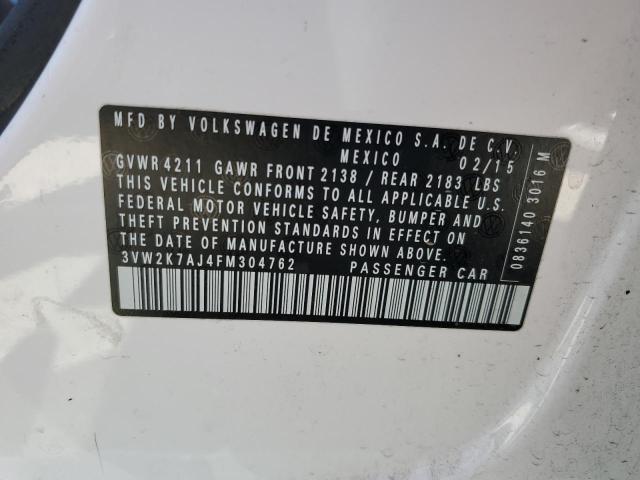 MFD BY VOLKSWAGEN DE MEXICO S.A. DE C.V.
MEXICO 02/15
GVWR 4211 GAWR FRONT 2138 / REAR 2183 LBS
THIS VEHICLE CONFORMS TO ALL APPLICABLE U.S.
FEDERAL MOTOR VEHICLE SAFETY, BUMPER AND
THEFT PREVENTION STANDARDS IN EFFECT ON
THE DATE OF MANUFACTURE SHOWN ABOVE.
3VW2K7AJ4FM304762 PASSENGER CAR
0836140 3016 M